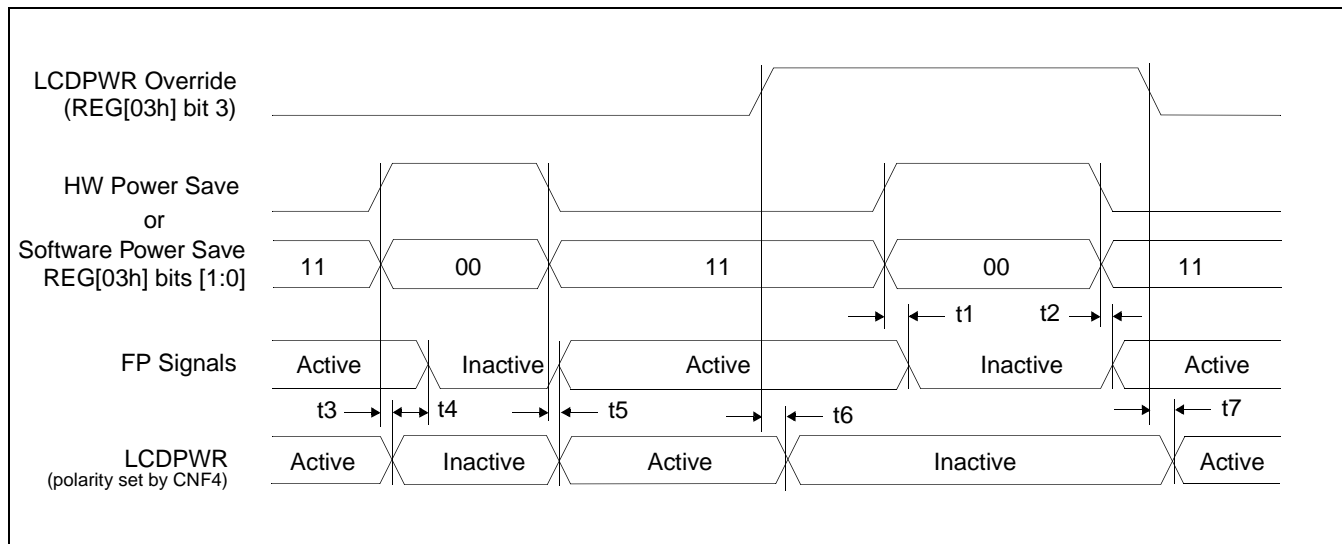 LCDPWR Override
(REG[03h] bit 3)
HW Power Save
or
Software Power Save
REG[03h] bits [1:0]
11
00
11
00
11
t1
t2
FP Signals
Active
Inactive
Active
Inactive
Active
t3
t4
t5
t6
t7
LCDPWR
(polarity set by CNF4)
Active
Inactive
Active
Inactive
Active